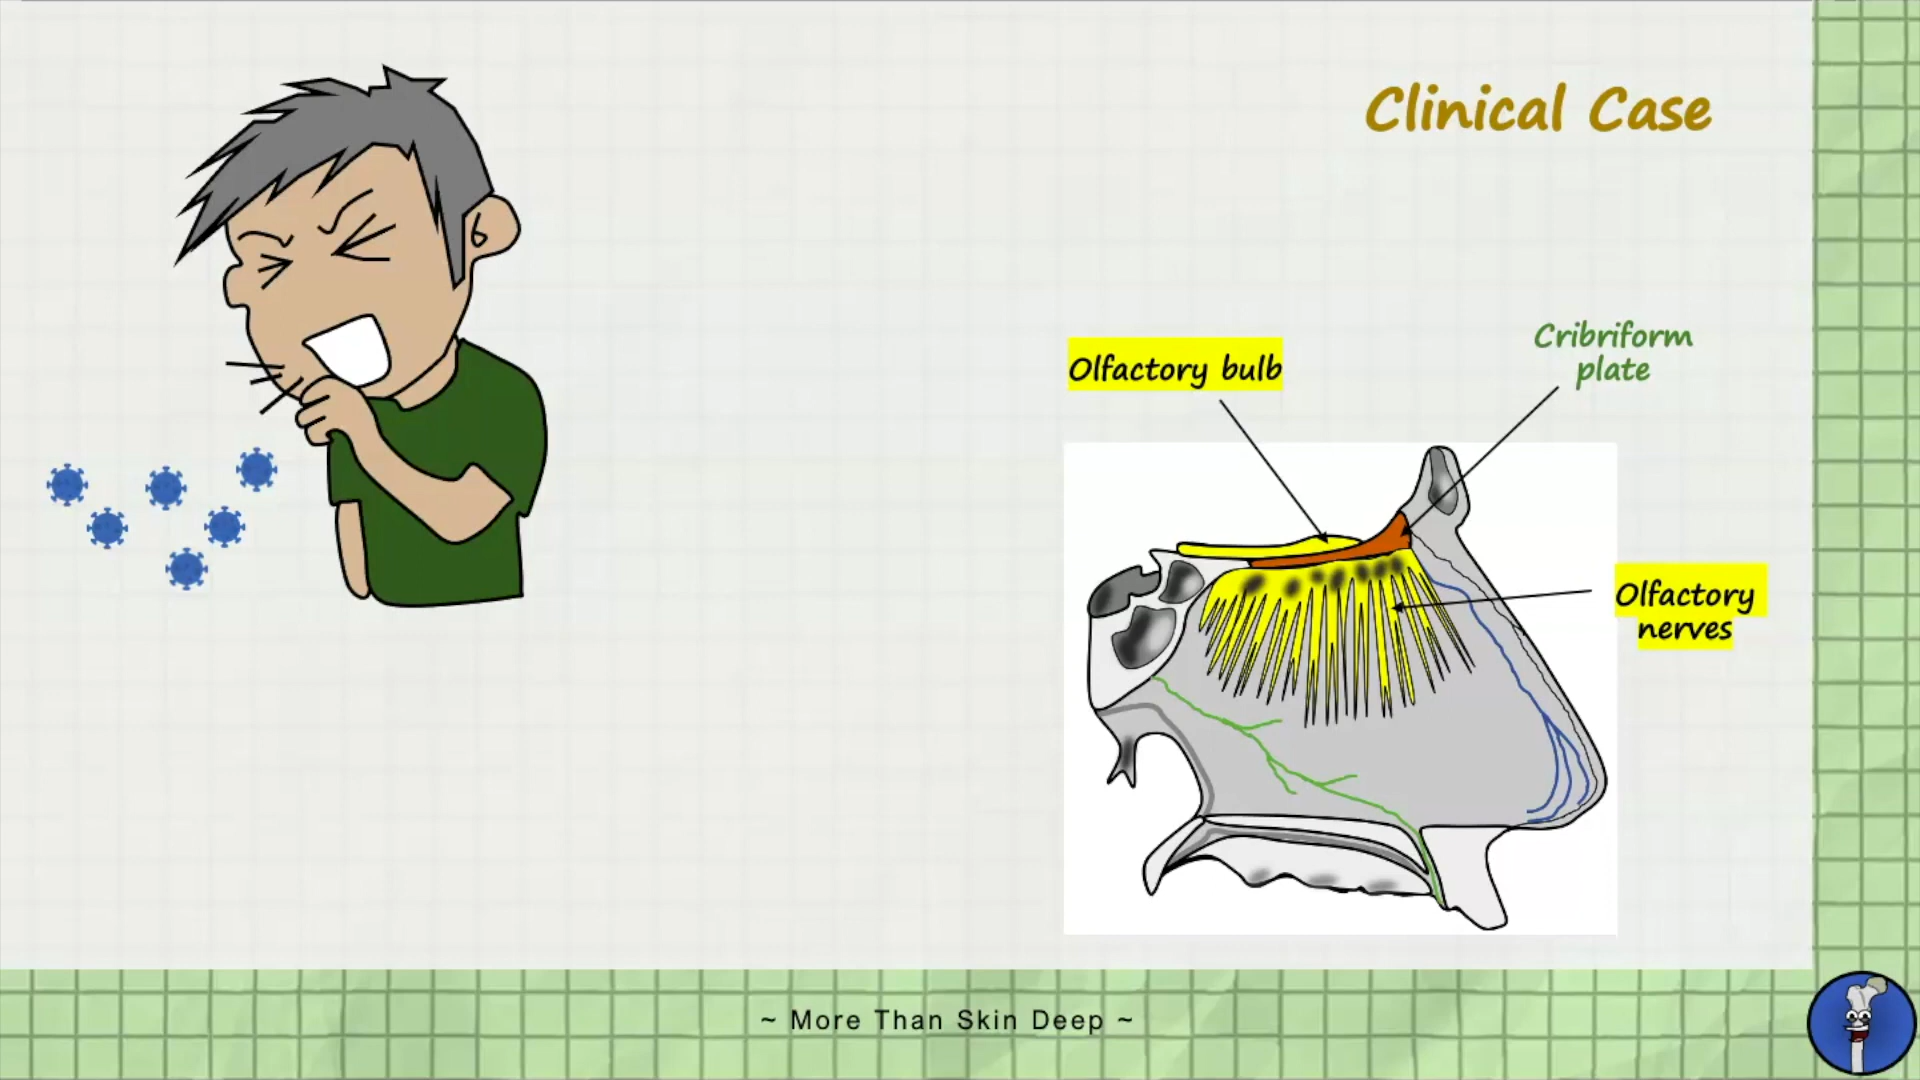 Clinical Case
Cribriform
plate
Olfactory bulb
Olfactory
nerves
~ More Than Skin Deep ~